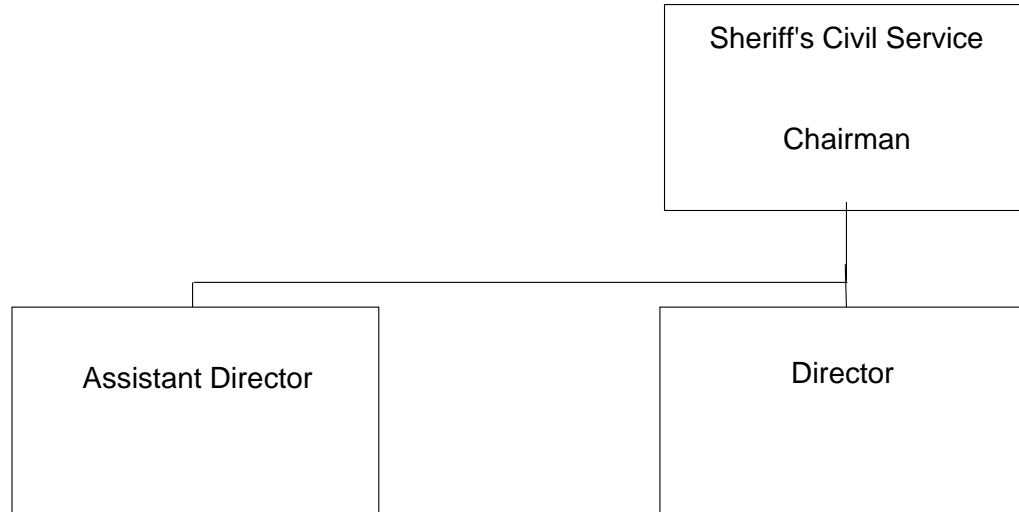 Sheriff's Civil Service
Chairman
Assistant Director
Director